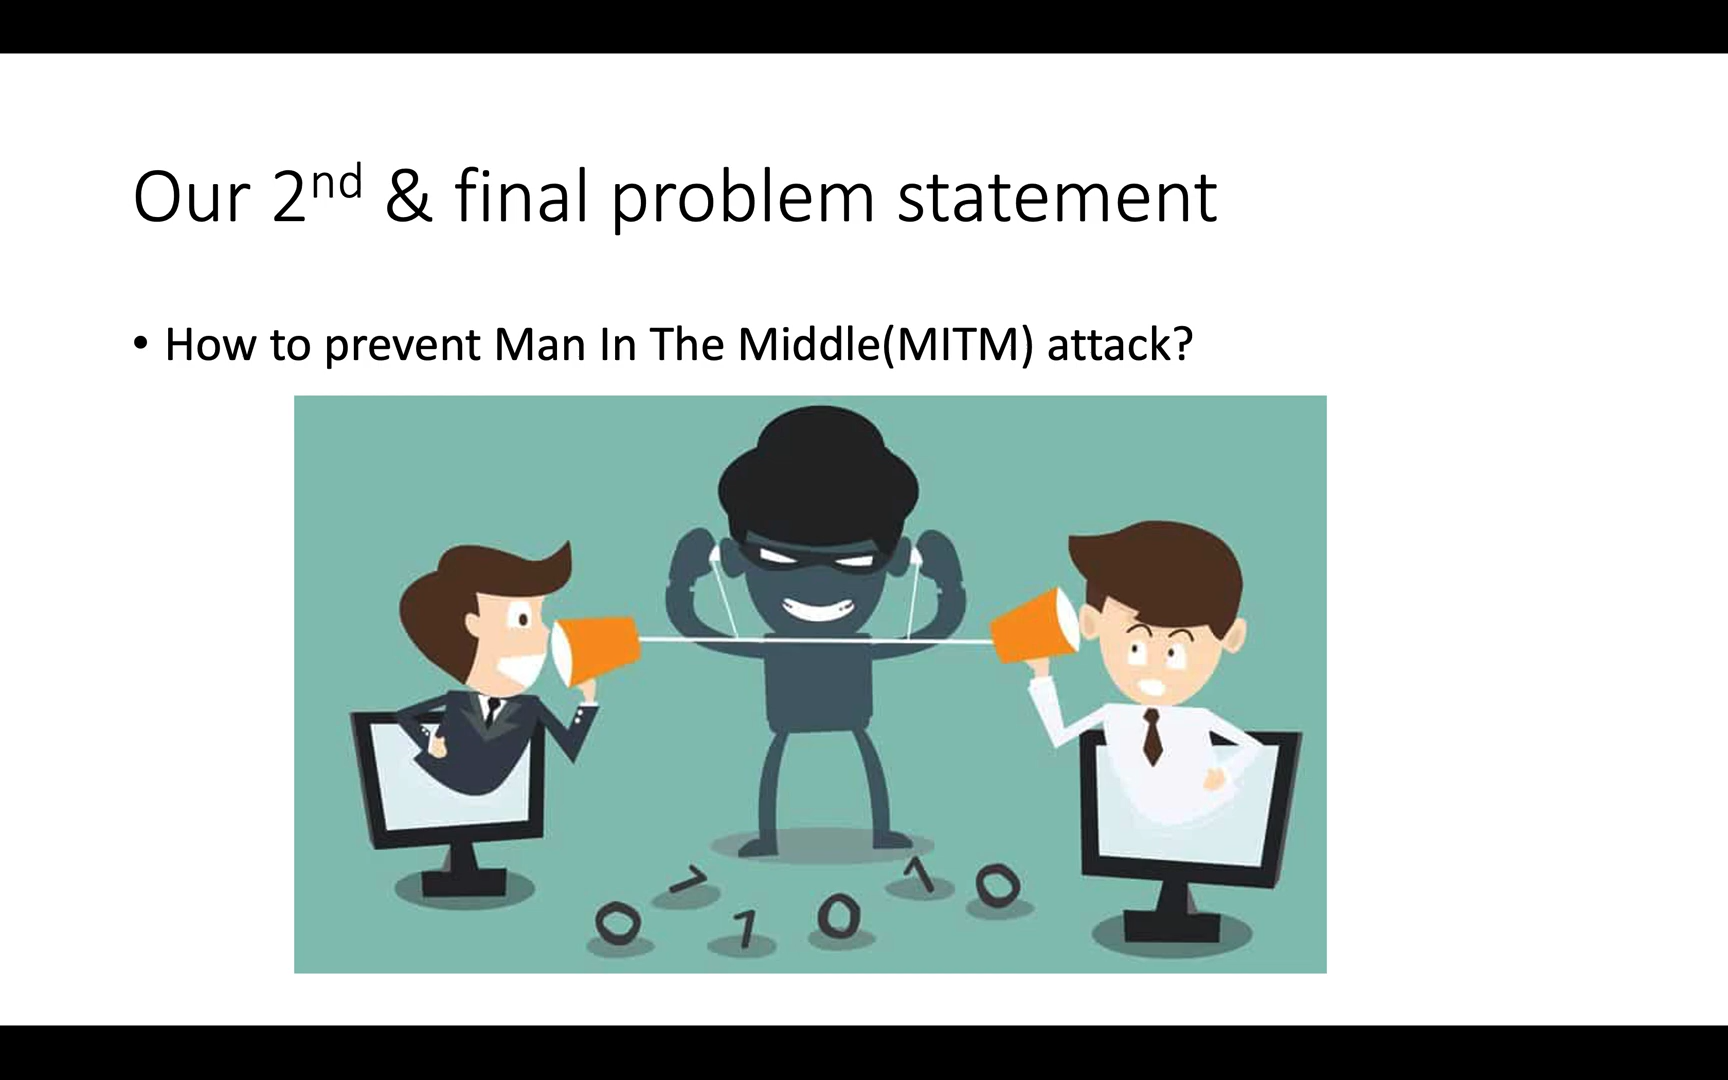 Our 2nd & final problem statement
• How to prevent Man In The Middle(MITM) attack?
1 1 0
0 1 0